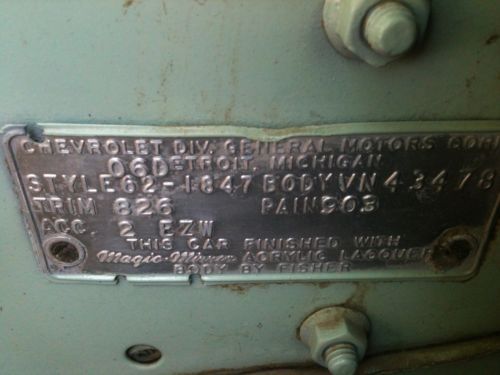 CHEVROLET DIV. GENERAL MOTORS CORP
06D
DETROIT, MICHIGAN
STYLE 62-1847 BODY VN 43478
TRIM 826 PAIN 903
ACC. 2 EZW
THIS CAR FINISHED WITH
Magic-Mirror ACRYLIC LACQUER
BODY BY FISHER